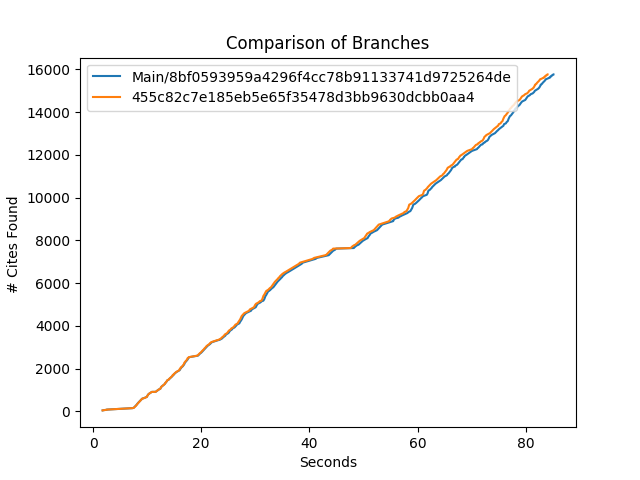 Comparison of Branches
Main/8bf0593959a4296f4cc78b91133741d9725264de
455c82c7e185eb5e65f35478d3bb9630dcbb0aa4
16000
14000
12000
10000
8000
6000
4000
2000
0
# Cites Found
0 20 40 60 80
Seconds